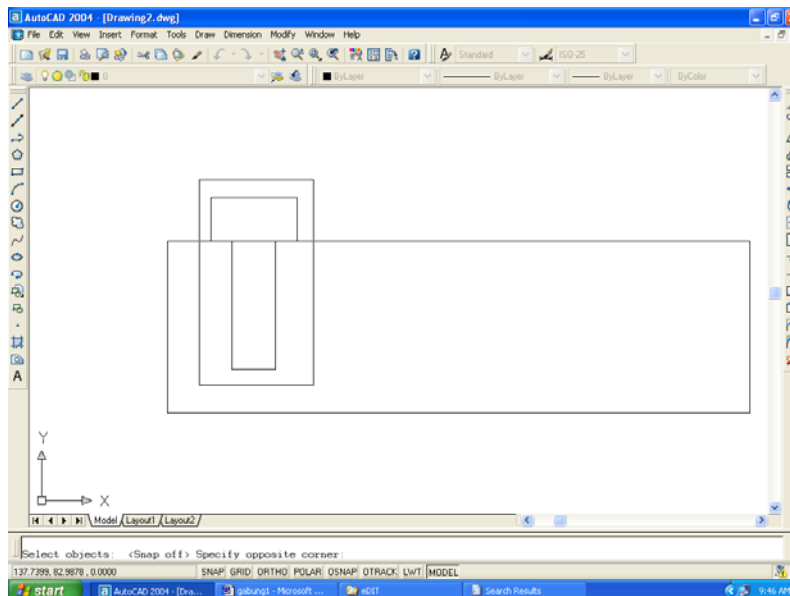 AutoCAD 2004 - [Drawing2.dwg]
File Edit View Insert Format Tools Draw Dimension Modify Window Help
Standard ISO-25
0 ByLayer ByLayer ByLayer ByColor
A
Y
X
Model Layout1 Layout2
Select objects: <Snap off> Specify opposite corner:
137.7399, 82.9878 , 0.0000 SNAP GRID ORTHO POLAR OSNAP OTRACK LWT MODEL
start AutoCAD 2004 - [Dra... gabung1 - Microsoft ... eDIT Search Results 9:46 AM